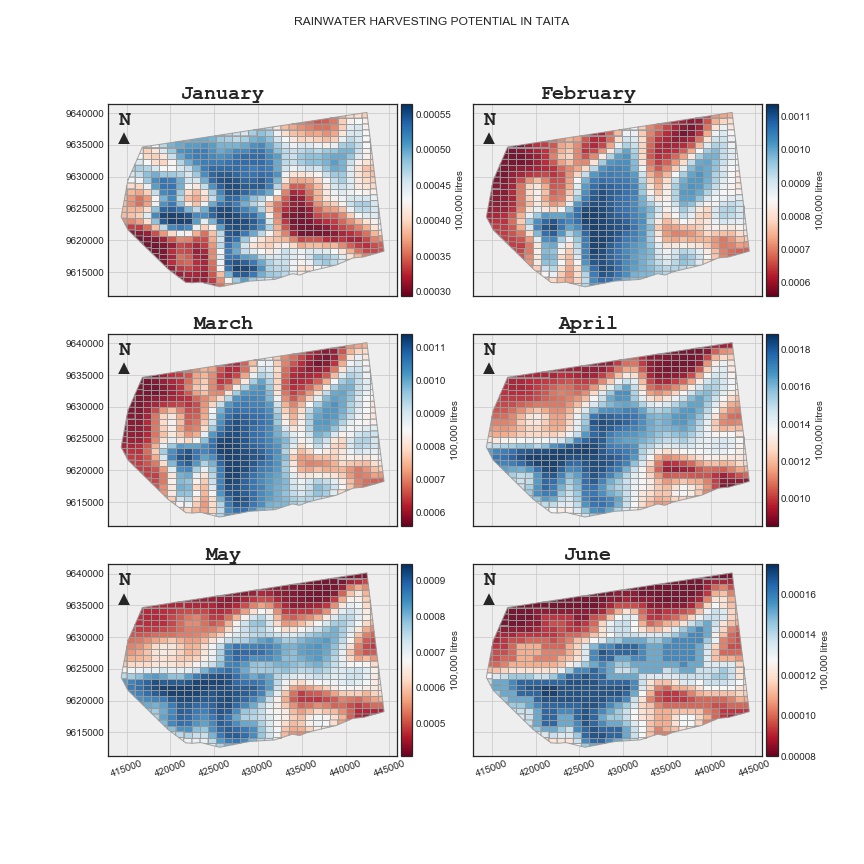 RAINWATER HARVESTING POTENTIAL IN TAITA
January
N
9640000
9635000
9630000
9625000
9620000
9615000
0.00055
0.00050
0.00045
0.00040
0.00035
0.00030
100,000 litres
February
N
0.0011
0.0010
0.0009
0.0008
0.0007
0.0006
100,000 litres
March
N
9640000
9635000
9630000
9625000
9620000
9615000
0.0011
0.0010
0.0009
0.0008
0.0007
0.0006
100,000 litres
April
N
0.0018
0.0016
0.0014
0.0012
0.0010
100,000 litres
May
N
9640000
9635000
9630000
9625000
9620000
9615000
415000 420000 425000 430000 435000 440000 445000
0.0009
0.0008
0.0007
0.0006
0.0005
100,000 litres
June
N
415000 420000 425000 430000 435000 440000 445000
0.00016
0.00014
0.00012
0.00010
0.00008
100,000 litres